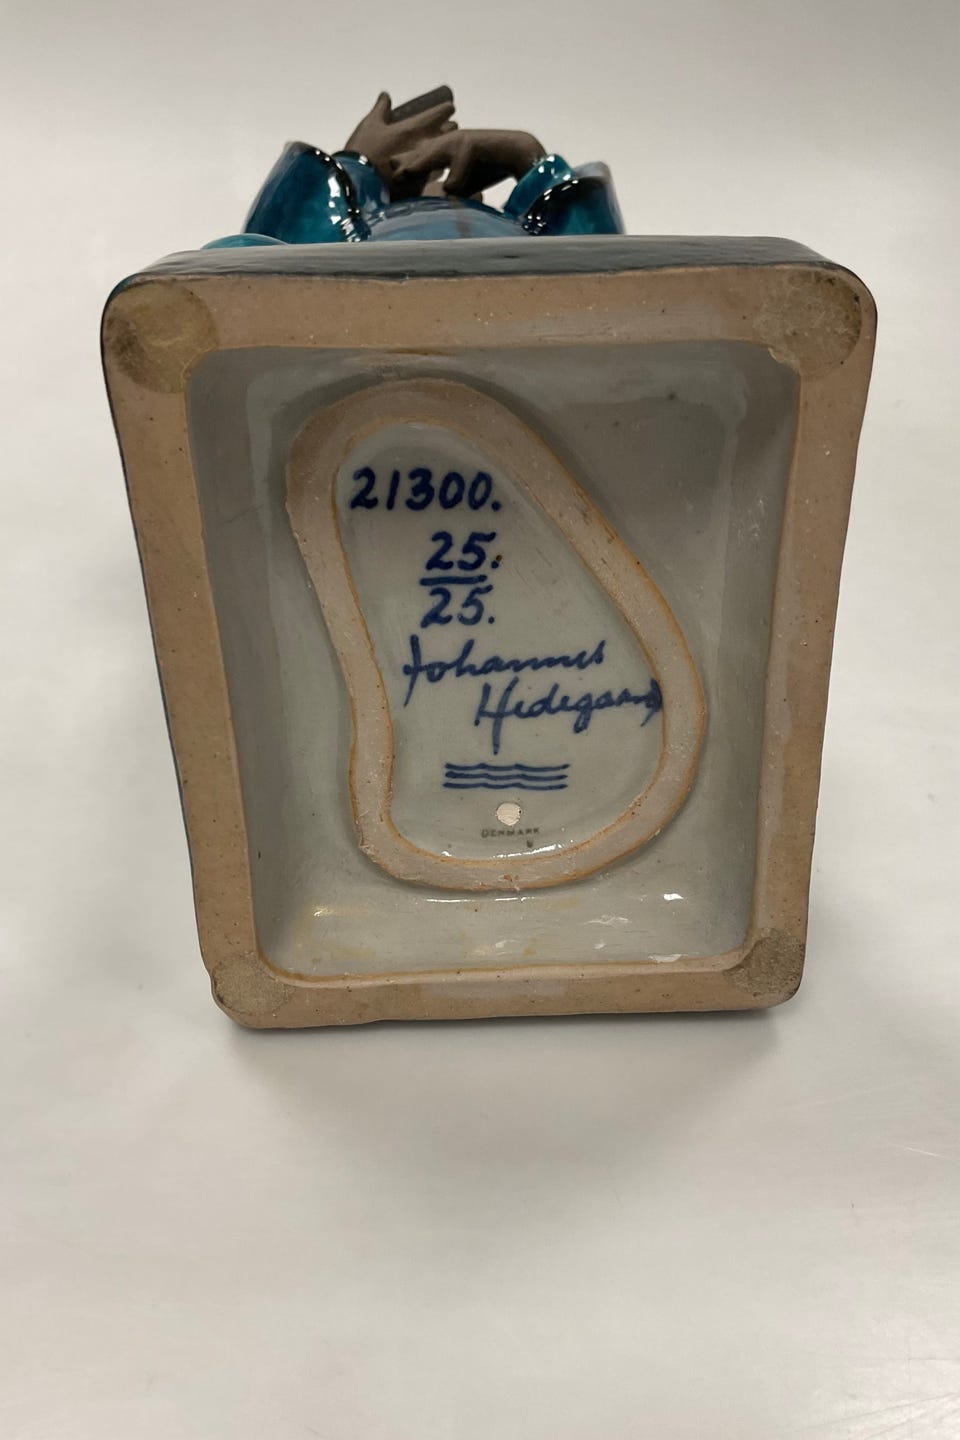 21300.
25.
25.
Johannes
Hedegaard
DENMARK